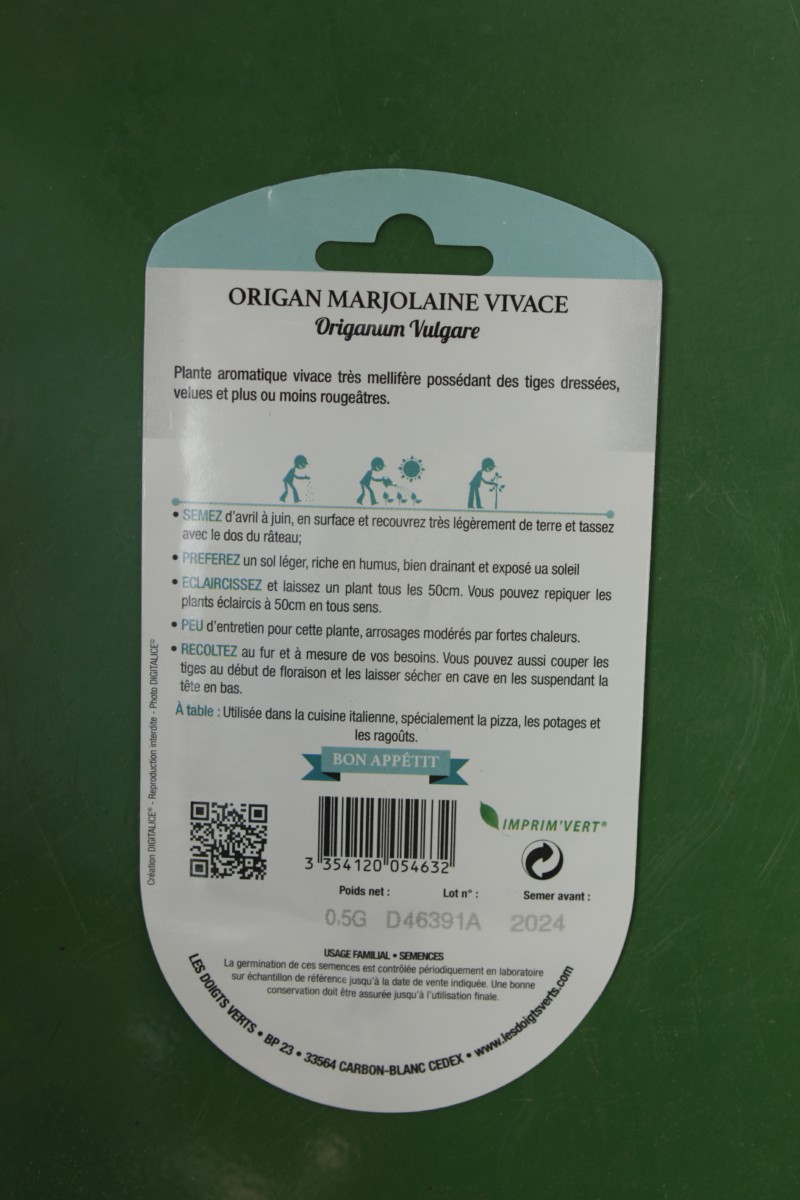 ORIGAN MARJOLAINE VIVACE
Origanum Vulgare
Plante aromatique vivace très mellifère possédant des tiges dressées,
velues et plus ou moins rougeâtres.
• SEMEZ d'avril à juin, en surface et recouvrez très légèrement de terre et tassez
avec le dos du râteau;
• PREFEREZ un sol léger, riche en humus, bien drainant et exposé ua soleil
• ECLAIRCISSEZ et laissez un plant tous les 50cm. Vous pouvez repiquer les
plants éclaircis à 50cm en tous sens.
• PEU d'entretien pour cette plante, arrosages modérés par fortes chaleurs.
• RECOLTEZ au fur et à mesure de vos besoins. Vous pouvez aussi couper les
tiges au début de floraison et les laisser sécher en cave en les suspendant la
tête en bas.
À table : Utilisée dans la cuisine italienne, spécialement la pizza, les potages et
les ragoûts.
BON APPÉTIT
Création DIGITALICE® - Reproduction interdite - Photo DIGITALICE®
IMPRIM'VERT®
3 354120 054632
Poids net : Lot n° : Semer avant :
0,5G D46391A 2024
USAGE FAMILIAL • SEMENCES
La germination de ces semences est contrôlée périodiquement en laboratoire
sur échantillon de référence jusqu'à la date de vente indiquée. Une bonne
conservation doit être assurée jusqu'à l'utilisation finale.
LES DOIGTS VERTS • BP 23 • 33564 CARBON-BLANC CEDEX • www.lesdoigtsverts.com